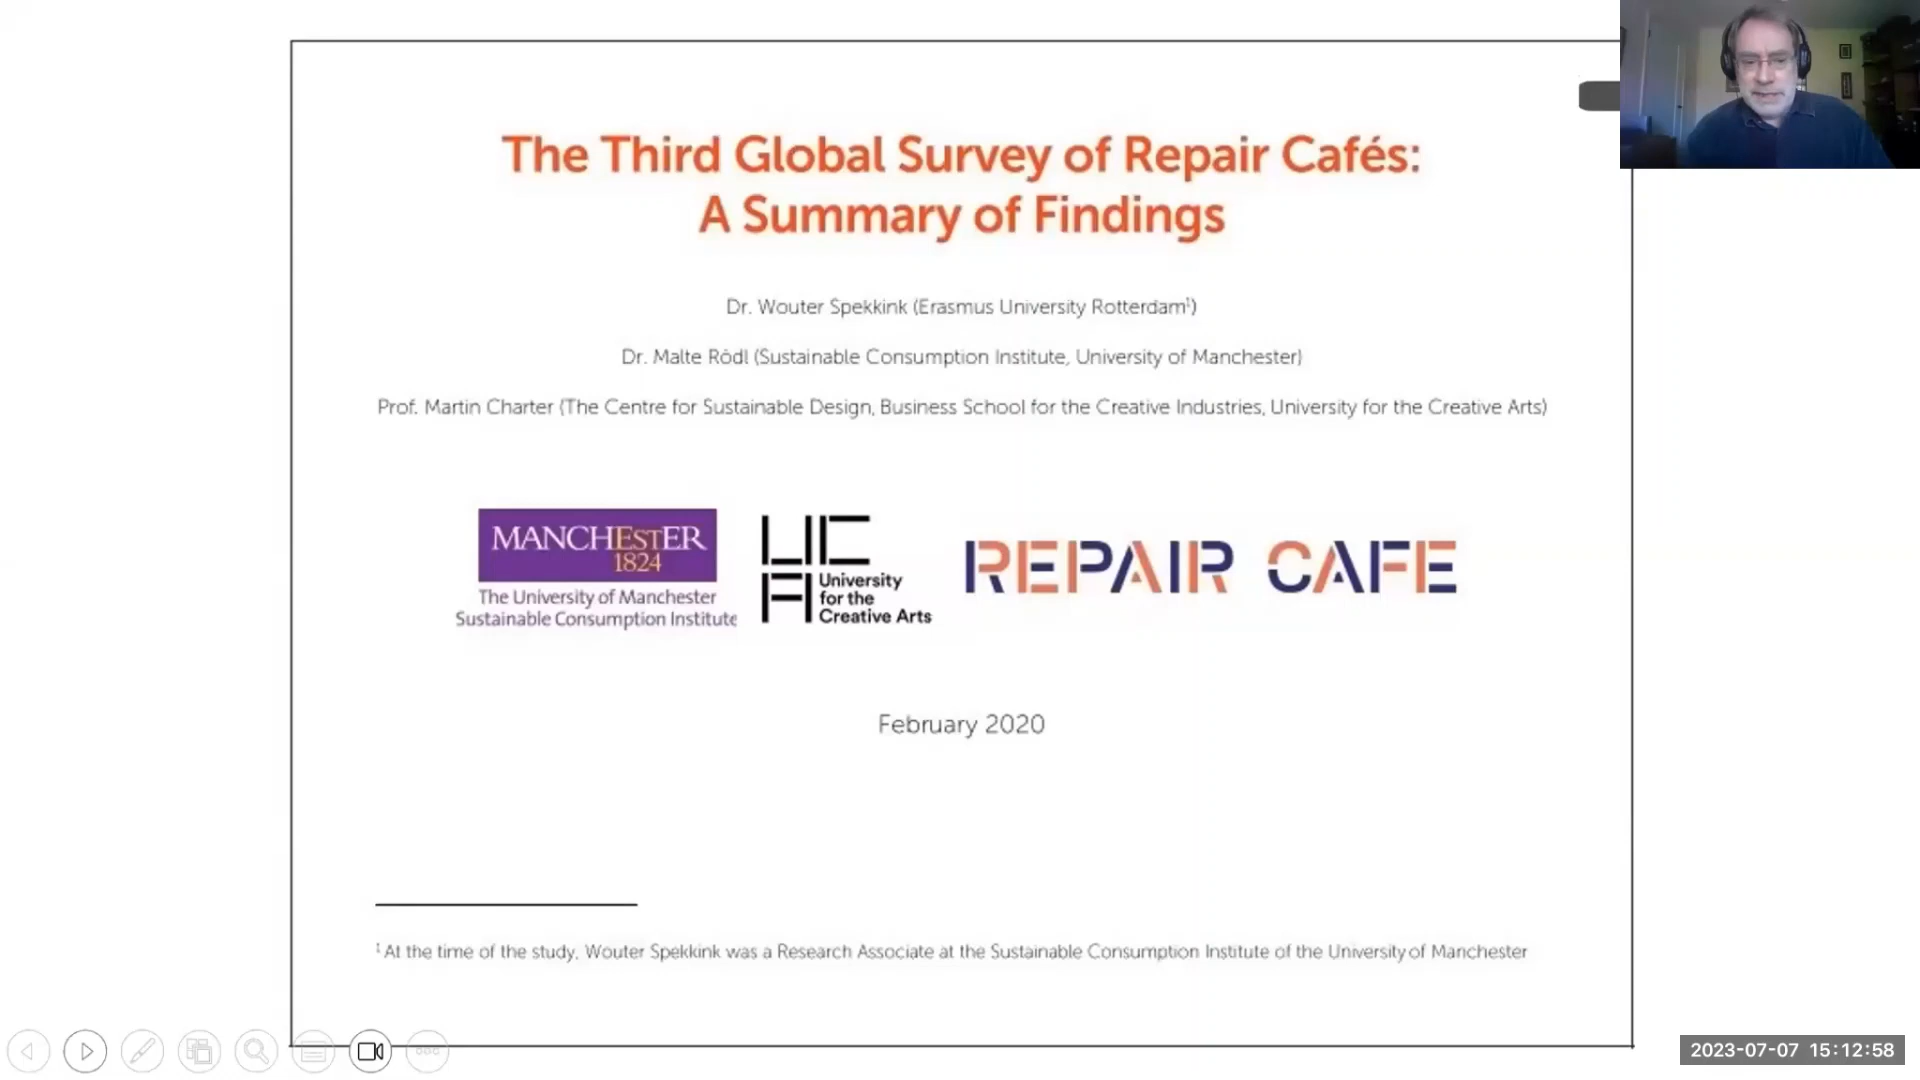 The Third Global Survey of Repair Cafés:
A Summary of Findings
Dr. Wouter Spekkink (Erasmus University Rotterdam¹)
Dr. Malte Rödl (Sustainable Consumption Institute, University of Manchester)
Prof. Martin Charter (The Centre for Sustainable Design, Business School for the Creative Industries, University for the Creative Arts)
MANCHESTER
1824
The University of Manchester
Sustainable Consumption Institute
UC
A
University
for the
Creative Arts
REPAIR CAFE
February 2020
¹ At the time of the study, Wouter Spekkink was a Research Associate at the Sustainable Consumption Institute of the University of Manchester
2023-07-07 15:12:58